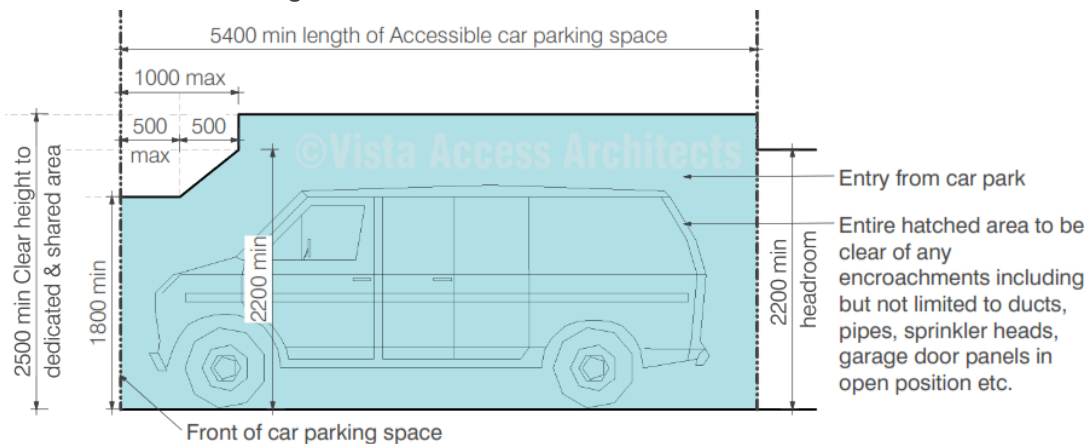 5400 min length of Accessible car parking space
1000 max
500
500
max
©Vista Access Architects
2500 min Clear height to
dedicated & shared area
1800 min
2200 min
2200 min
headroom
Entry from car park
Entire hatched area to be
clear of any
encroachments including
but not limited to ducts,
pipes, sprinkler heads,
garage door panels in
open position etc.
Front of car parking space